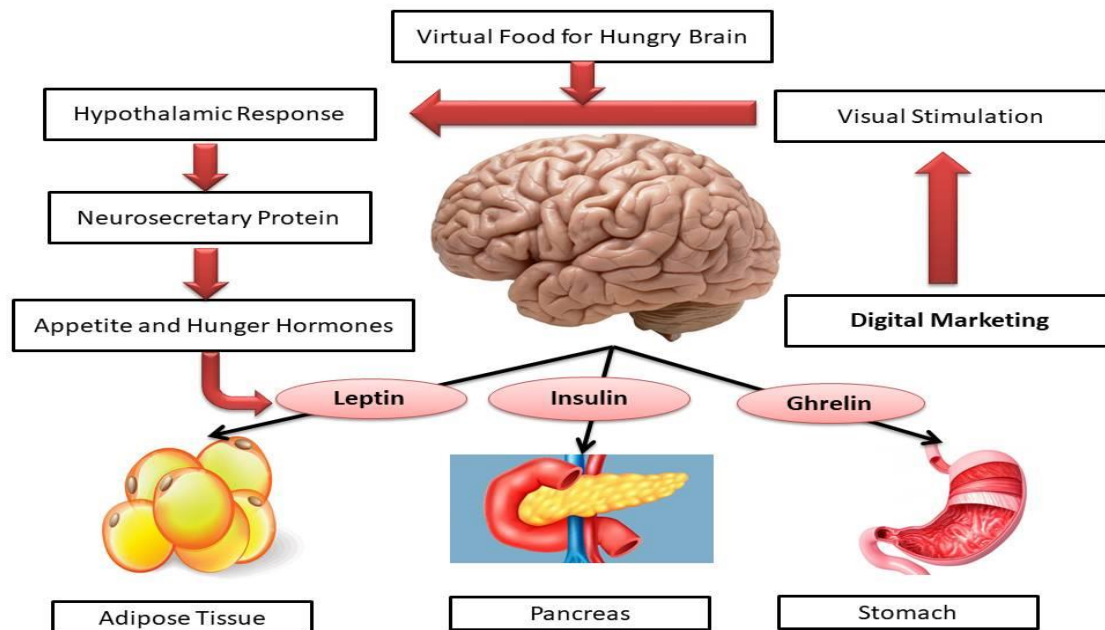 Virtual Food for Hungry Brain
Hypothalamic Response
Visual Stimulation
Neurosecretary Protein
Appetite and Hunger Hormones
Digital Marketing
Leptin
Insulin
Ghrelin
Adipose Tissue
Pancreas
Stomach